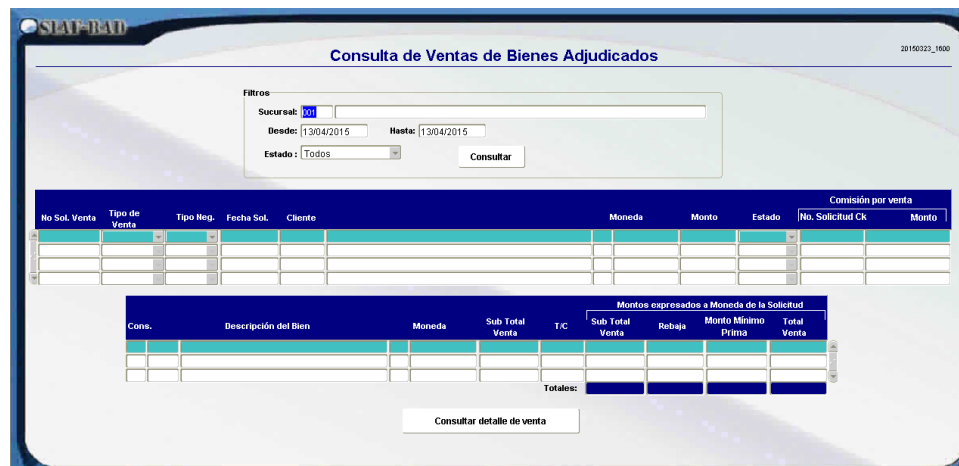 SIAF-BAD
Consulta de Ventas de Bienes Adjudicados
20150323_1600
Filtros
Sucursal: 001
Desde: 13/04/2015 Hasta: 13/04/2015
Estado : Todos
Consultar
Comisión por venta
No Sol. Venta Tipo de Venta Tipo Neg. Fecha Sol. Cliente Moneda Monto Estado No. Solicitud Ck Monto
Montos expresados a Moneda de la Solicitud
Cons. Descripción del Bien Moneda Sub Total Venta T/C Sub Total Venta Rebaja Monto Mínimo Prima Total Venta
Totales:
Consultar detalle de venta